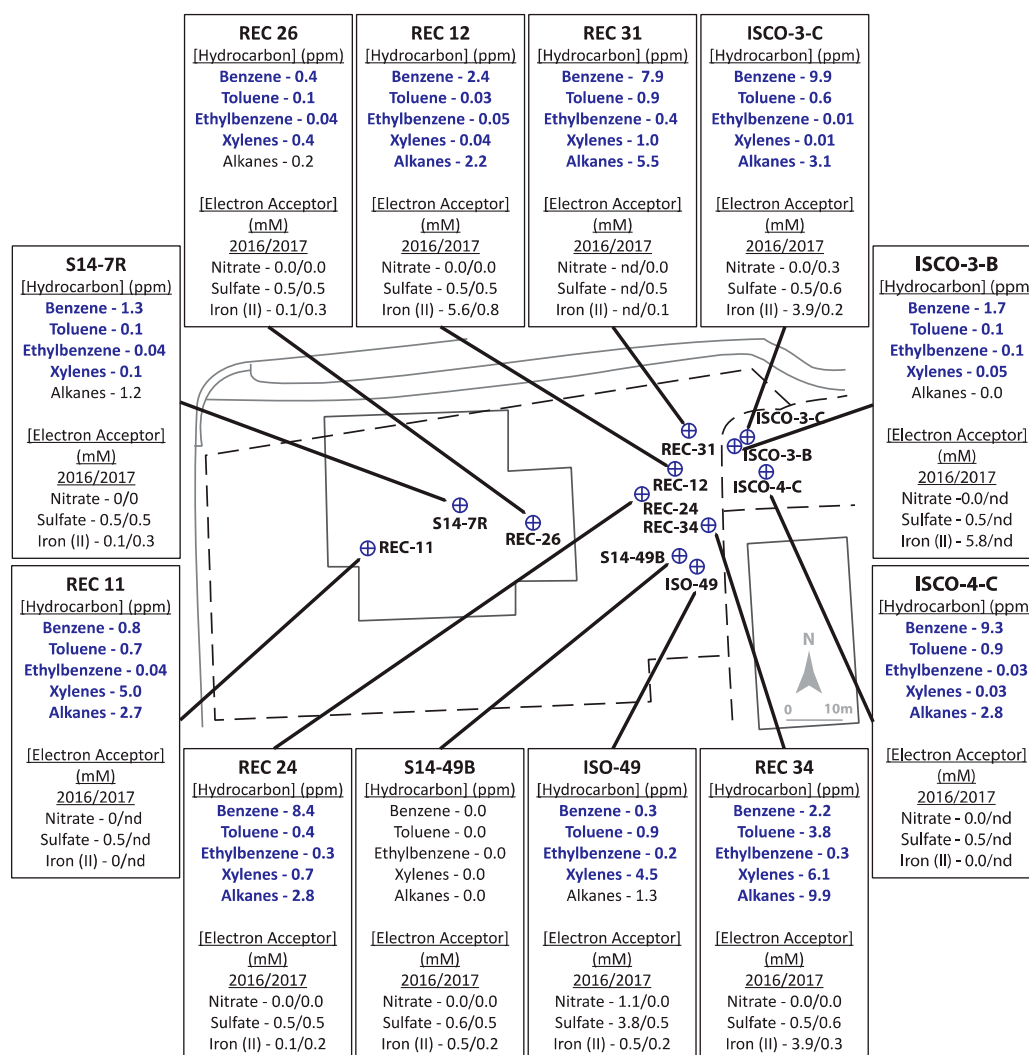 REC 26
[Hydrocarbon] (ppm)
Benzene - 0.4
Toluene - 0.1
Ethylbenzene - 0.04
Xylenes - 0.4
Alkanes - 0.2
[Electron Acceptor]
(mM)
2016/2017
Nitrate - 0.0/0.0
Sulfate - 0.5/0.5
Iron (II) - 0.1/0.3
REC 12
[Hydrocarbon] (ppm)
Benzene - 2.4
Toluene - 0.03
Ethylbenzene - 0.05
Xylenes - 0.04
Alkanes - 2.2
[Electron Acceptor]
(mM)
2016/2017
Nitrate - 0.0/0.0
Sulfate - 0.5/0.5
Iron (II) - 5.6/0.8
REC 31
[Hydrocarbon] (ppm)
Benzene - 7.9
Toluene - 0.9
Ethylbenzene - 0.4
Xylenes - 1.0
Alkanes - 5.5
[Electron Acceptor]
(mM)
2016/2017
Nitrate - nd/0.0
Sulfate - nd/0.5
Iron (II) - nd/0.1
ISCO-3-C
[Hydrocarbon] (ppm)
Benzene - 9.9
Toluene - 0.6
Ethylbenzene - 0.01
Xylenes - 0.01
Alkanes - 3.1
[Electron Acceptor]
(mM)
2016/2017
Nitrate - 0.0/0.3
Sulfate - 0.5/0.6
Iron (II) - 3.9/0.2
S14-7R
[Hydrocarbon] (ppm)
Benzene - 1.3
Toluene - 0.1
Ethylbenzene - 0.04
Xylenes - 0.1
Alkanes - 1.2
[Electron Acceptor]
(mM)
2016/2017
Nitrate - 0/0
Sulfate - 0.5/0.5
Iron (II) - 0.1/0.3
ISCO-3-B
[Hydrocarbon] (ppm)
Benzene - 1.7
Toluene - 0.1
Ethylbenzene - 0.1
Xylenes - 0.05
Alkanes - 0.0
[Electron Acceptor]
(mM)
2016/2017
Nitrate -0.0/nd
Sulfate - 0.5/nd
Iron (II) - 5.8/nd
ISCO-3-C
REC-31
ISCO-3-B
REC-12
ISCO-4-C
REC-24
S14-7R
REC-34
REC-26
REC-11
S14-49B
ISO-49
N
0 10m
REC 11
[Hydrocarbon] (ppm)
Benzene - 0.8
Toluene - 0.7
Ethylbenzene - 0.04
Xylenes - 5.0
Alkanes - 2.7
[Electron Acceptor]
(mM)
2016/2017
Nitrate - 0/nd
Sulfate - 0.5/nd
Iron (II) - 0/nd
ISCO-4-C
[Hydrocarbon] (ppm)
Benzene - 9.3
Toluene - 0.9
Ethylbenzene - 0.03
Xylenes - 0.03
Alkanes - 2.8
[Electron Acceptor]
(mM)
2016/2017
Nitrate - 0.0/nd
Sulfate - 0.5/nd
Iron (II) - 0.0/nd
REC 24
[Hydrocarbon] (ppm)
Benzene - 8.4
Toluene - 0.4
Ethylbenzene - 0.3
Xylenes - 0.7
Alkanes - 2.8
[Electron Acceptor]
(mM)
2016/2017
Nitrate - 0.0/0.0
Sulfate - 0.5/0.5
Iron (II) - 0.1/0.2
S14-49B
[Hydrocarbon] (ppm)
Benzene - 0.0
Toluene - 0.0
Ethylbenzene - 0.0
Xylenes - 0.0
Alkanes - 0.0
[Electron Acceptor]
(mM)
2016/2017
Nitrate - 0.0/0.0
Sulfate - 0.6/0.5
Iron (II) - 0.5/0.2
ISO-49
[Hydrocarbon] (ppm)
Benzene - 0.3
Toluene - 0.9
Ethylbenzene - 0.2
Xylenes - 4.5
Alkanes - 1.3
[Electron Acceptor]
(mM)
2016/2017
Nitrate - 1.1/0.0
Sulfate - 3.8/0.5
Iron (II) - 0.5/0.2
REC 34
[Hydrocarbon] (ppm)
Benzene - 2.2
Toluene - 3.8
Ethylbenzene - 0.3
Xylenes - 6.1
Alkanes - 9.9
[Electron Acceptor]
(mM)
2016/2017
Nitrate - 0.0/0.0
Sulfate - 0.5/0.6
Iron (II) - 3.9/0.3